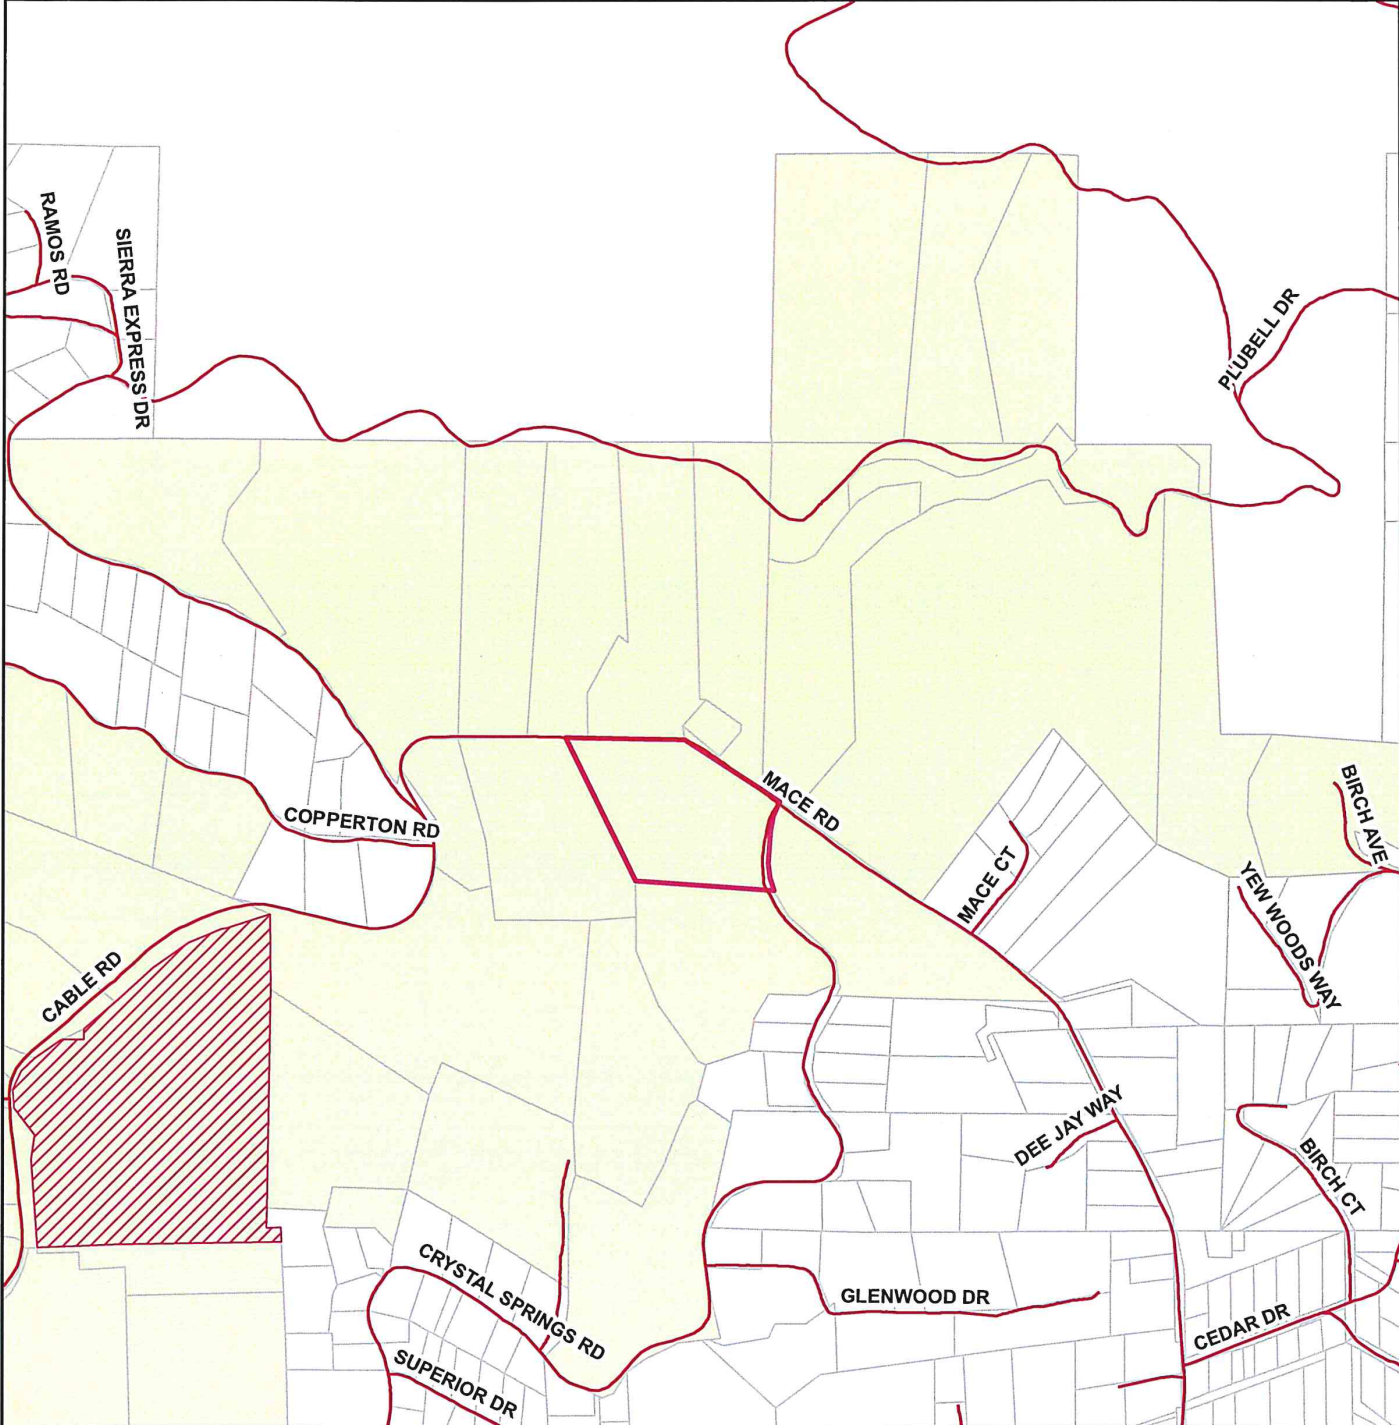 RAMOS RD
SIERRA EXPRESS DR
PLUBELL DR
MACE RD
BIRCH AVE
COPPERTON RD
MACE CT
YEW WOODS WAY
CABLE RD
DEE JAY WAY
BIRCH CT
CRYSTAL SPRINGS RD
GLENWOOD DR
CEDAR DR
SUPERIOR DR